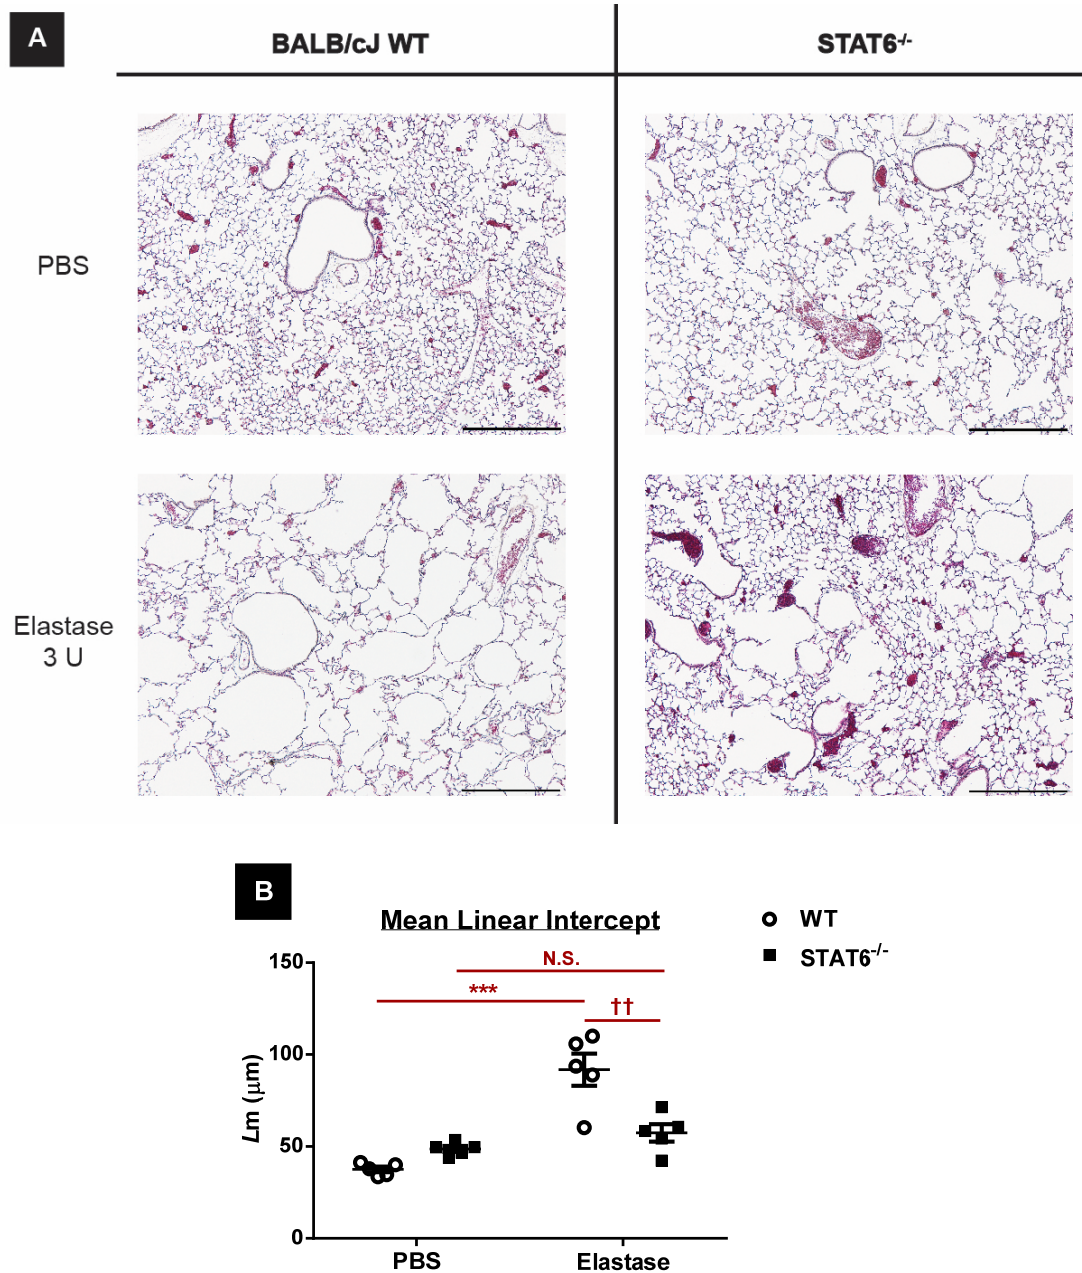 A
BALB/cJ WT
STAT6-/-
PBS
Elastase
3 U
B
Mean Linear Intercept
WT
STAT6-/-
N.S.
***
††
150
100
50
0
Lm (μm)
PBS
Elastase